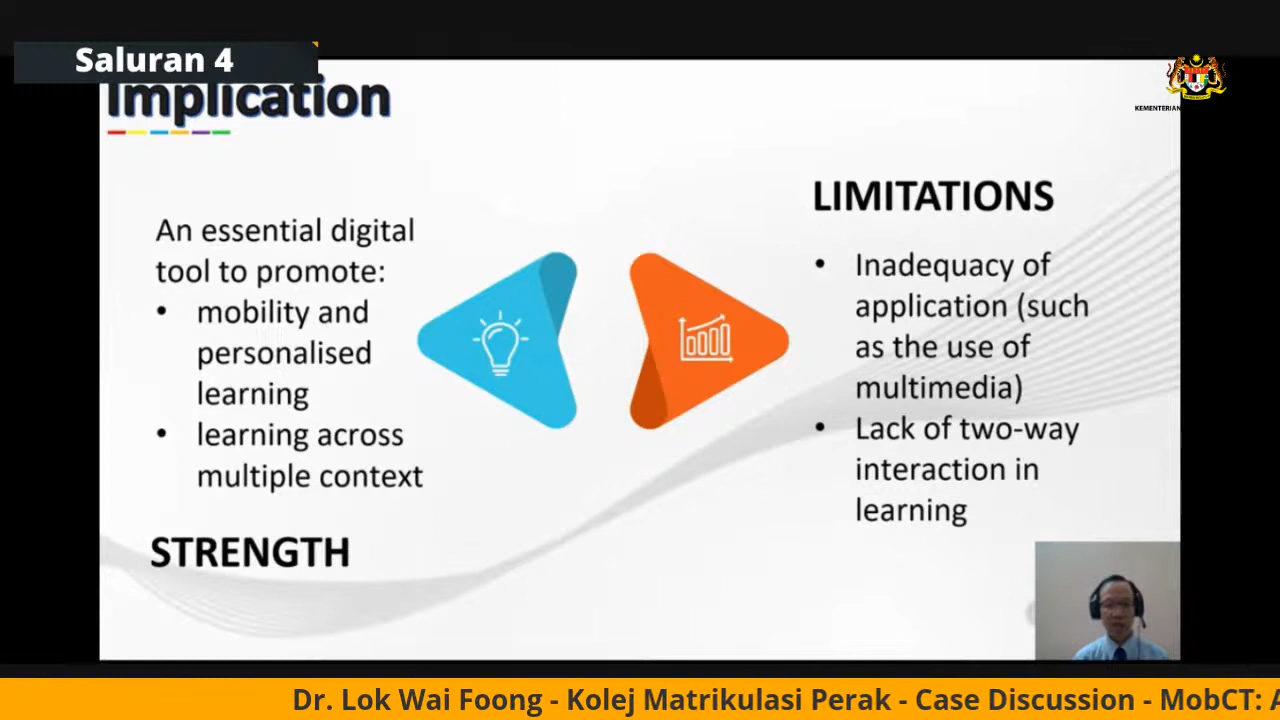 Saluran 4
Implication
KEMENTERIAN
An essential digital
tool to promote:
• mobility and
personalised
learning
• learning across
multiple context
STRENGTH
LIMITATIONS
• Inadequacy of
application (such
as the use of
multimedia)
• Lack of two-way
interaction in
learning
Dr. Lok Wai Foong - Kolej Matrikulasi Perak - Case Discussion - MobCT: A